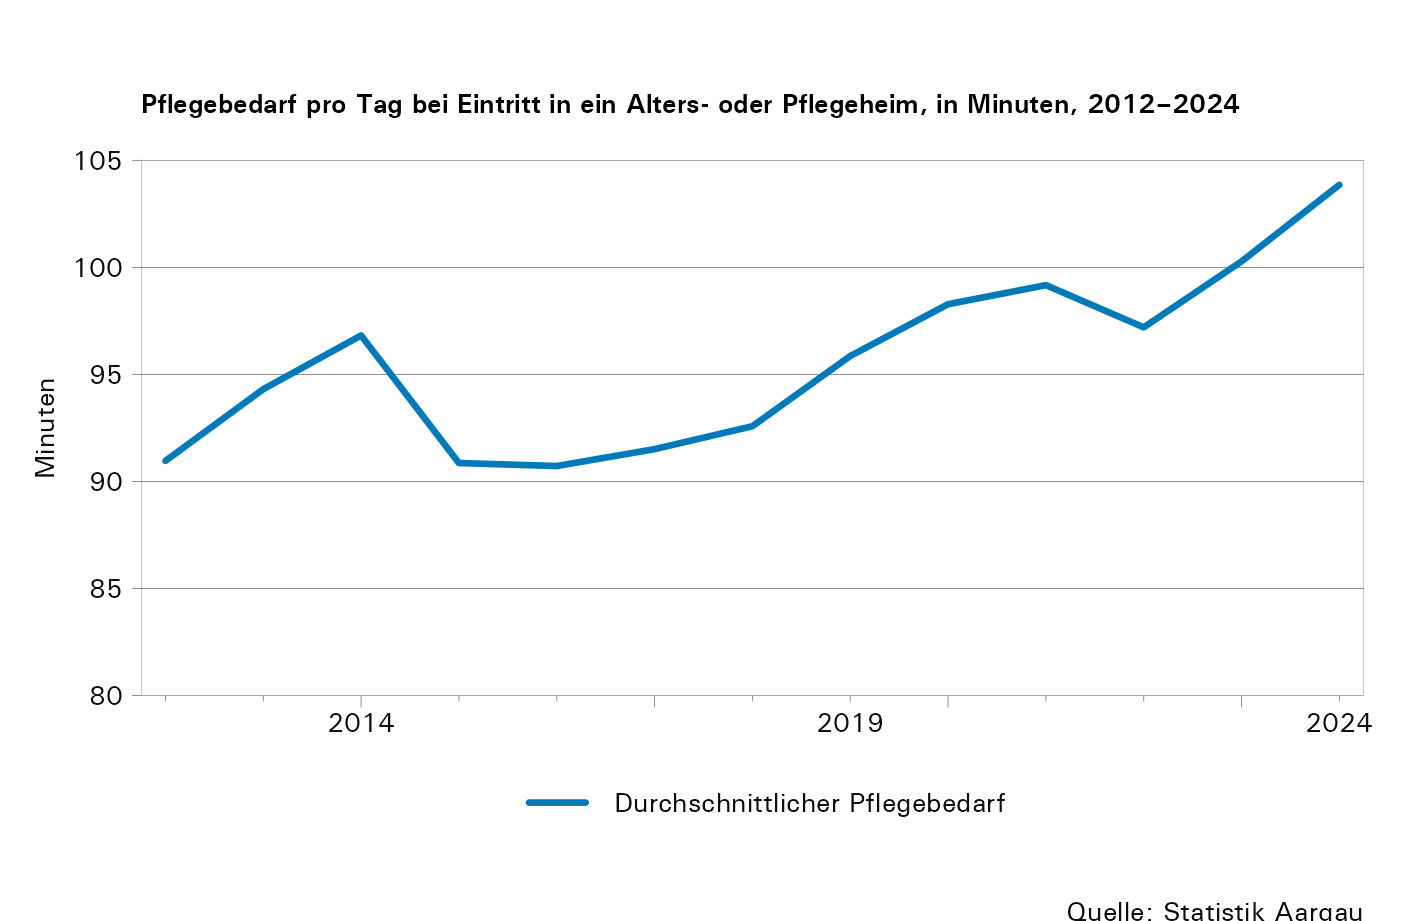 Pflegebedarf pro Tag bei Eintritt in ein Alters- oder Pflegeheim, in Minuten, 2012–2024
105
100
95
90
85
80
Minuten
2014 2019 2024
Durchschnittlicher Pflegebedarf
Quelle: Statistik Aargau